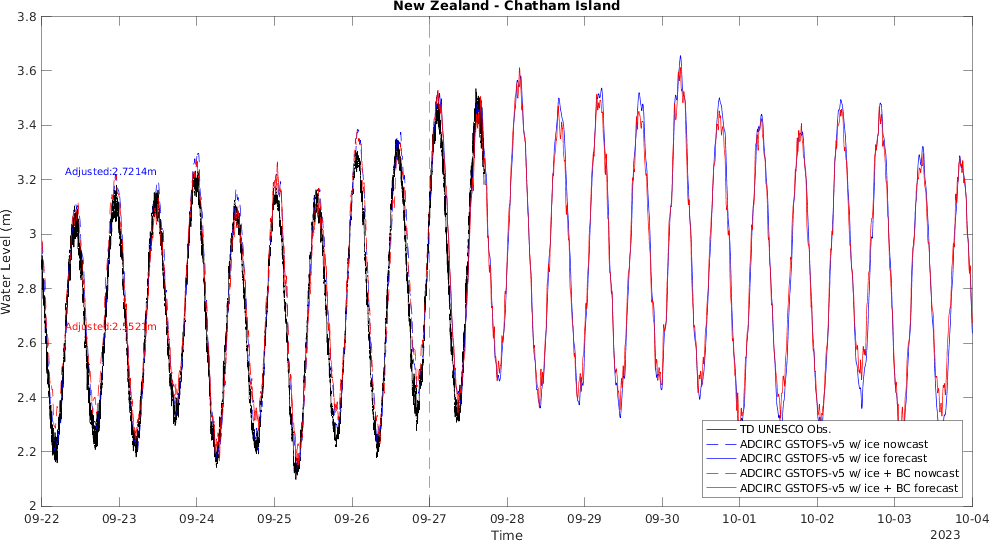 New Zealand - Chatham Island
Water Level (m)
3.8
3.6
3.4
3.2
3
2.8
2.6
2.4
2.2
2
Adjusted:2.7214m
Adjusted:2.5521m
TD UNESCO Obs.
ADCIRC GSTOFS-v5 w/ ice nowcast
ADCIRC GSTOFS-v5 w/ ice forecast
ADCIRC GSTOFS-v5 w/ ice + BC nowcast
ADCIRC GSTOFS-v5 w/ ice + BC forecast
09-22 09-23 09-24 09-25 09-26 09-27 09-28 09-29 09-30 10-01 10-02 10-03 10-04
Time
2023